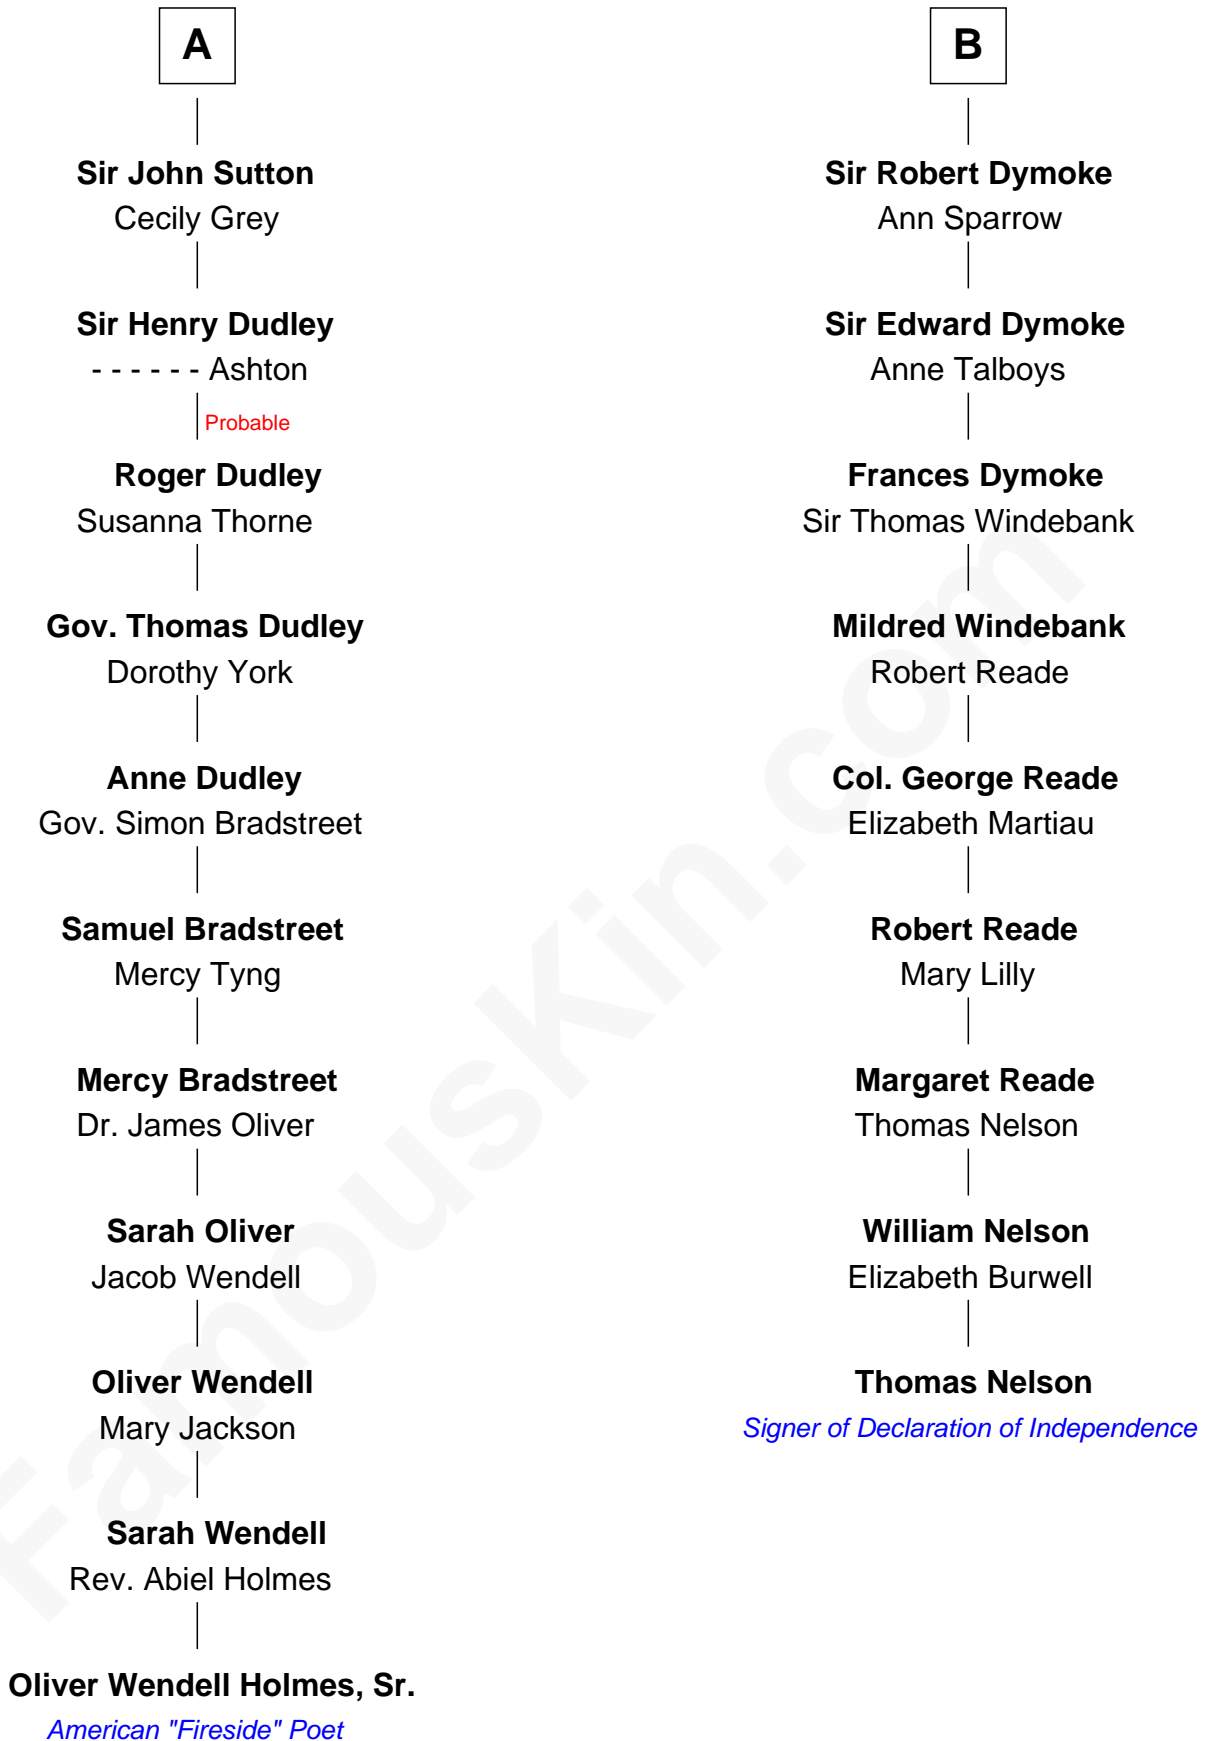 A
Sir John Sutton
Cecily Grey
Sir Henry Dudley
- - - - - - Ashton
Probable
Roger Dudley
Susanna Thorne
Gov. Thomas Dudley
Dorothy York
Anne Dudley
Gov. Simon Bradstreet
Samuel Bradstreet
Mercy Tyng
Mercy Bradstreet
Dr. James Oliver
Sarah Oliver
Jacob Wendell
Oliver Wendell
Mary Jackson
Sarah Wendell
Rev. Abiel Holmes
Oliver Wendell Holmes, Sr.
American "Fireside" Poet
B
Sir Robert Dymoke
Ann Sparrow
Sir Edward Dymoke
Anne Talboys
Frances Dymoke
Sir Thomas Windebank
Mildred Windebank
Robert Reade
Col. George Reade
Elizabeth Martiau
Robert Reade
Mary Lilly
Margaret Reade
Thomas Nelson
William Nelson
Elizabeth Burwell
Thomas Nelson
Signer of Declaration of Independence
FamousKin.com